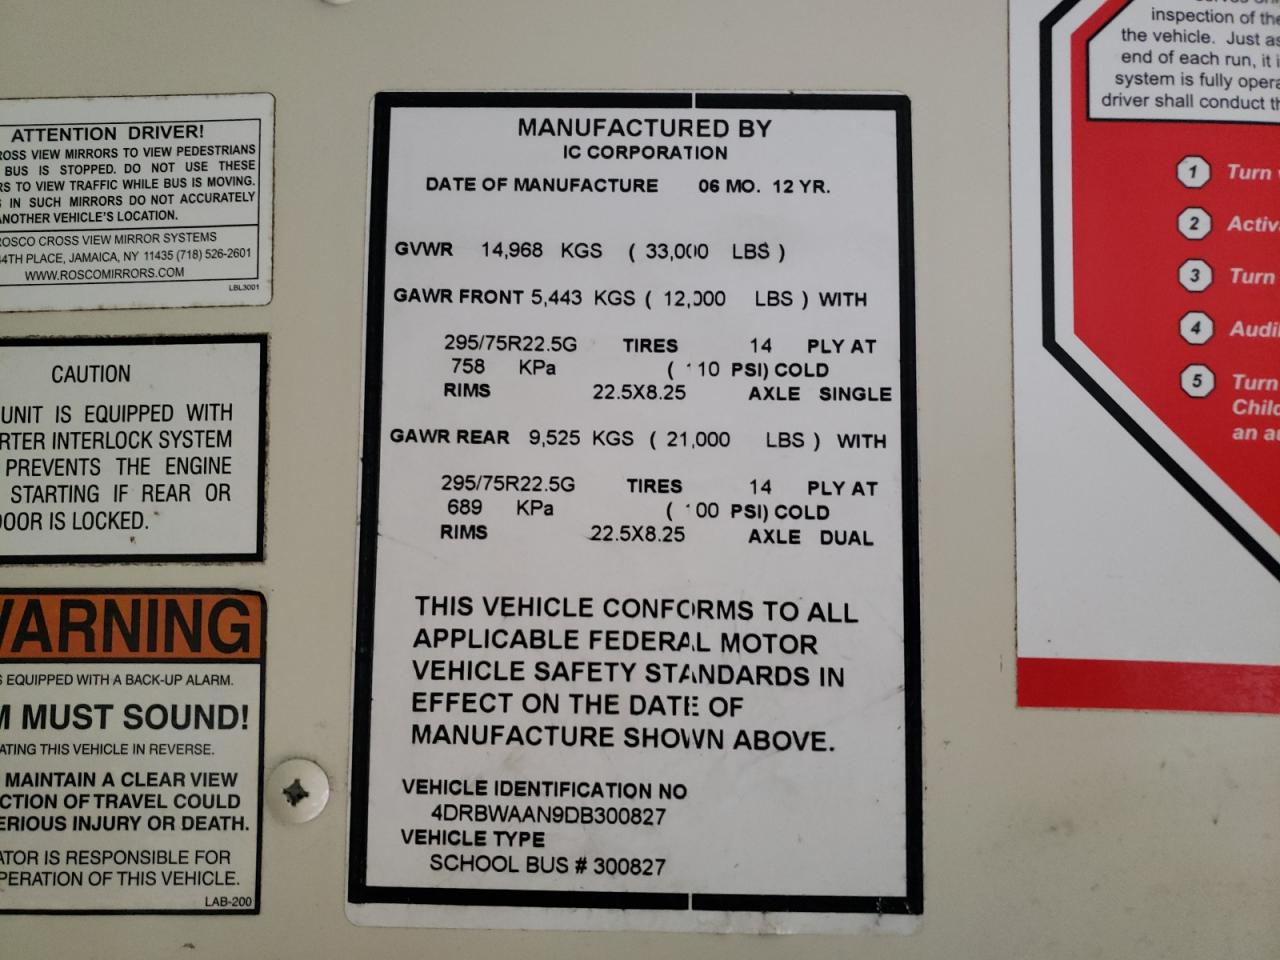 ATTENTION DRIVER!
ROSS VIEW MIRRORS TO VIEW PEDESTRIANS
BUS IS STOPPED. DO NOT USE THESE
RS TO VIEW TRAFFIC WHILE BUS IS MOVING.
S IN SUCH MIRRORS DO NOT ACCURATELY
ANOTHER VEHICLE'S LOCATION.
ROSCO CROSS VIEW MIRROR SYSTEMS
44TH PLACE, JAMAICA, NY 11435 (718) 526-2601
WWW.ROSCOMIRRORS.COM
LBL3001
CAUTION
UNIT IS EQUIPPED WITH
RTER INTERLOCK SYSTEM
PREVENTS THE ENGINE
STARTING IF REAR OR
DOOR IS LOCKED.
WARNING
S EQUIPPED WITH A BACK-UP ALARM.
M MUST SOUND!
ATING THIS VEHICLE IN REVERSE.
MAINTAIN A CLEAR VIEW
CTION OF TRAVEL COULD
ERIOUS INJURY OR DEATH.
ATOR IS RESPONSIBLE FOR
PERATION OF THIS VEHICLE.
LAB-200
MANUFACTURED BY
IC CORPORATION
DATE OF MANUFACTURE 06 MO. 12 YR.
GVWR 14,968 KGS ( 33,000 LBS )
GAWR FRONT 5,443 KGS ( 12,000 LBS ) WITH
295/75R22.5G TIRES 14 PLY AT
758 KPa ( 110 PSI) COLD
RIMS 22.5X8.25 AXLE SINGLE
GAWR REAR 9,525 KGS ( 21,000 LBS ) WITH
295/75R22.5G TIRES 14 PLY AT
689 KPa ( 100 PSI) COLD
RIMS 22.5X8.25 AXLE DUAL
THIS VEHICLE CONFORMS TO ALL
APPLICABLE FEDERAL MOTOR
VEHICLE SAFETY STANDARDS IN
EFFECT ON THE DATE OF
MANUFACTURE SHOWN ABOVE.
VEHICLE IDENTIFICATION NO
4DRBWAAN9DB300827
VEHICLE TYPE
SCHOOL BUS # 300827
inspection of the
the vehicle. Just as
end of each run, it i
system is fully opera
driver shall conduct th
1 Turn
2 Activ
3 Turn
4 Audi
5 Turn
Chil
an au